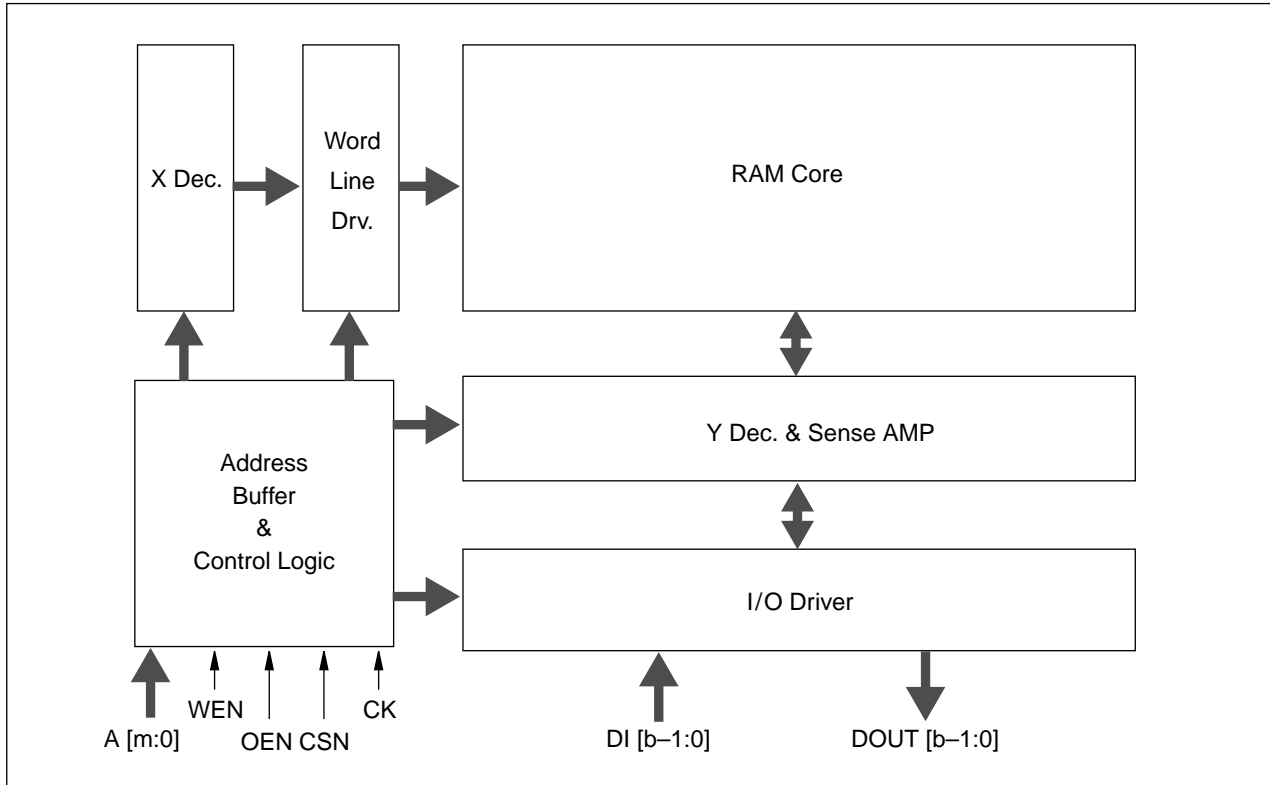 X Dec.
Word
Line
Drv.
RAM Core
Y Dec. & Sense AMP
Address
Buffer
&
Control Logic
I/O Driver
WEN
CK
A [m:0]
OEN CSN
DI [b–1:0]
DOUT [b–1:0]